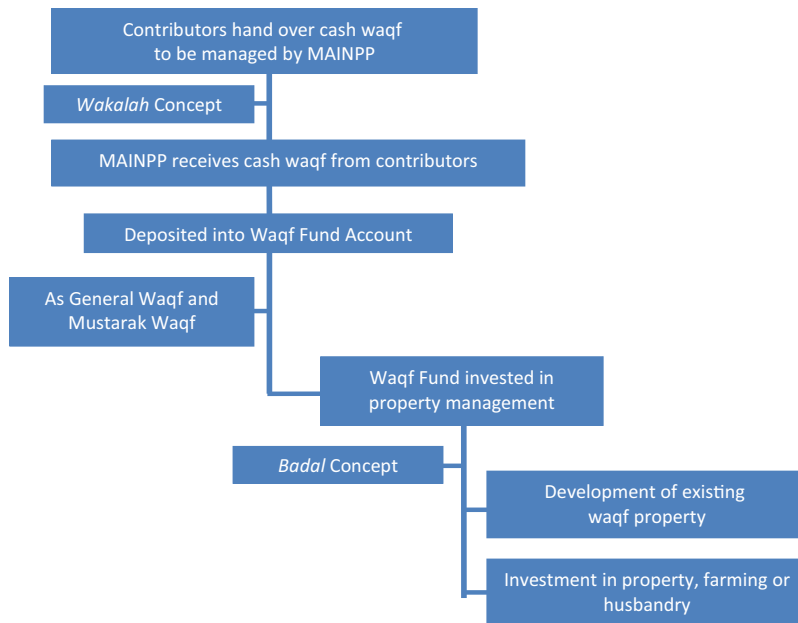 Contributors hand over cash waqf
to be managed by MAINPP
Wakalah Concept
MAINPP receives cash waqf from contributors
Deposited into Waqf Fund Account
As General Waqf and
Mustarak Waqf
Waqf Fund invested in
property management
Badal Concept
Development of existing
waqf property
Investment in property, farming or
husbandry